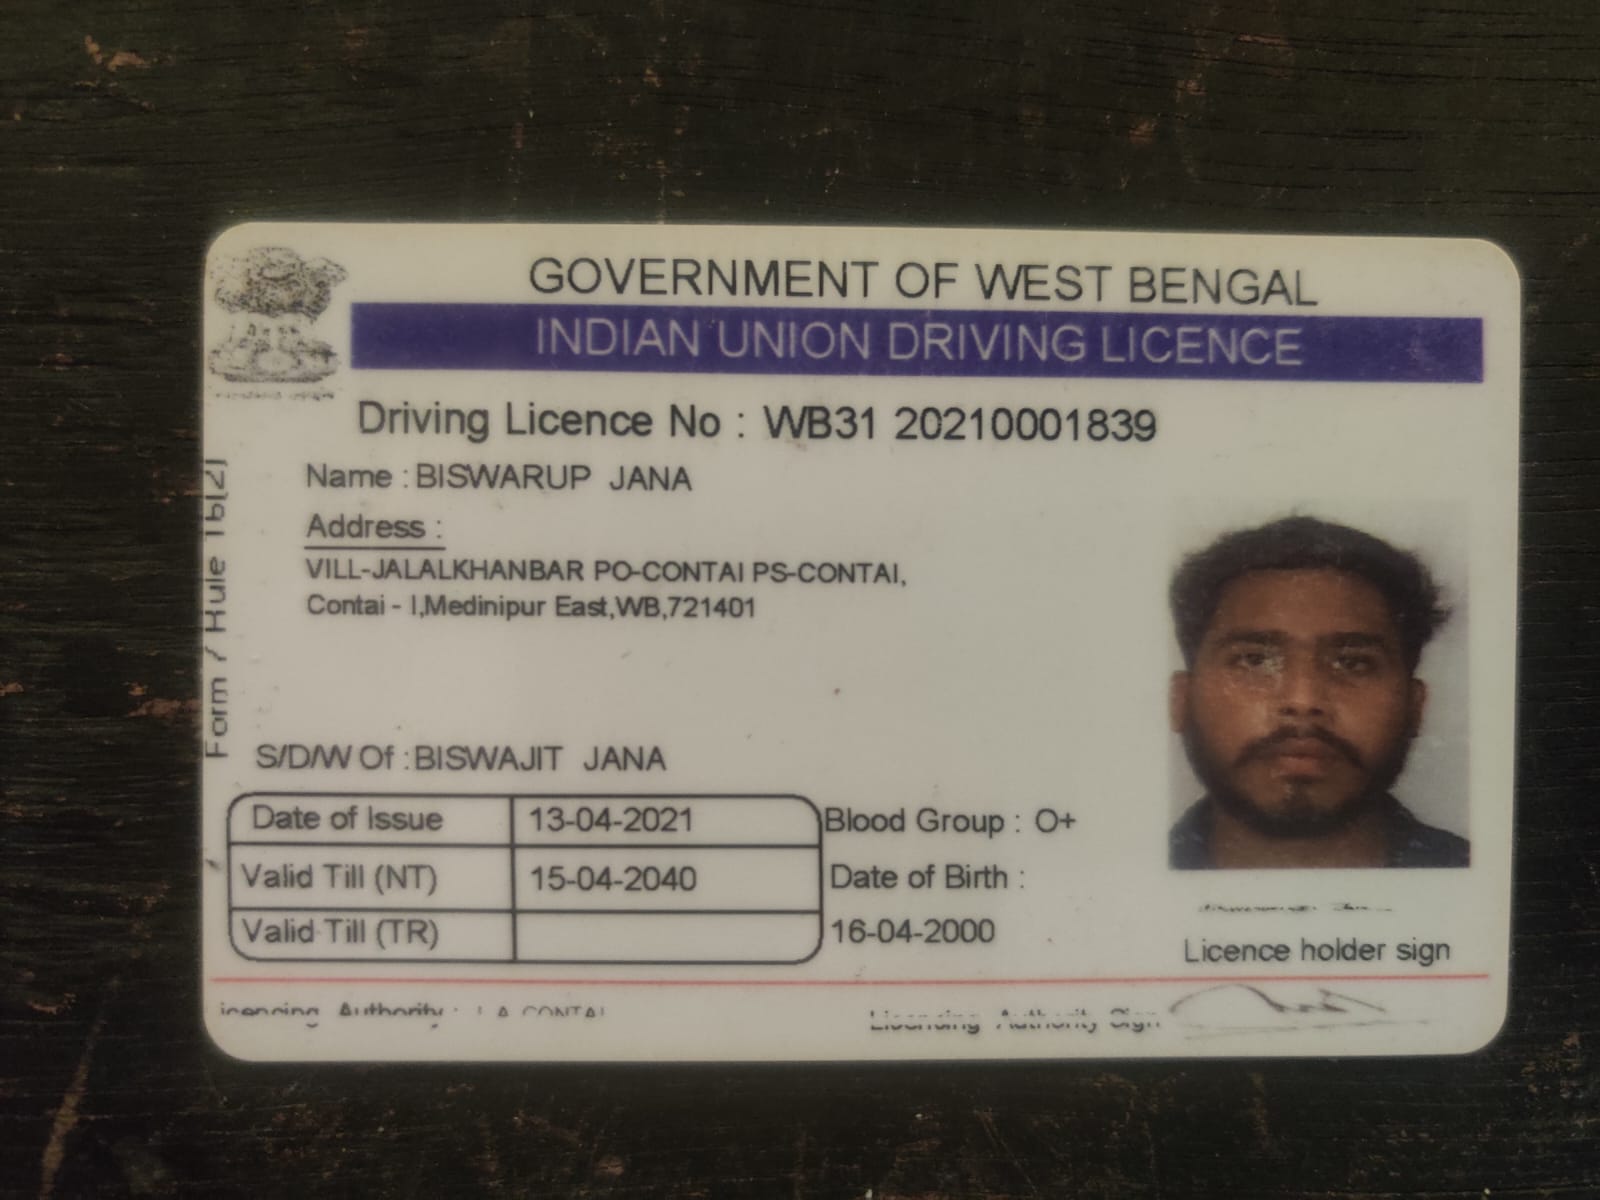 GOVERNMENT OF WEST BENGAL
INDIAN UNION DRIVING LICENCE
Driving Licence No : WB31 20210001839
Name : BISWARUP JANA
Address :
VILL-JALALKHANBAR PO-CONTAI PS-CONTAI,
Contai - I,Medinipur East,WB,721401
Form 7 Rule 16[2]
S/D/W Of : BISWAJIT JANA
Date of Issue 13-04-2021
Valid Till (NT) 15-04-2040
Valid Till (TR)
Blood Group : O+
Date of Birth :
16-04-2000
Licence holder sign
Licencing Authority : L A CONTAI
Licencing Authority Sign